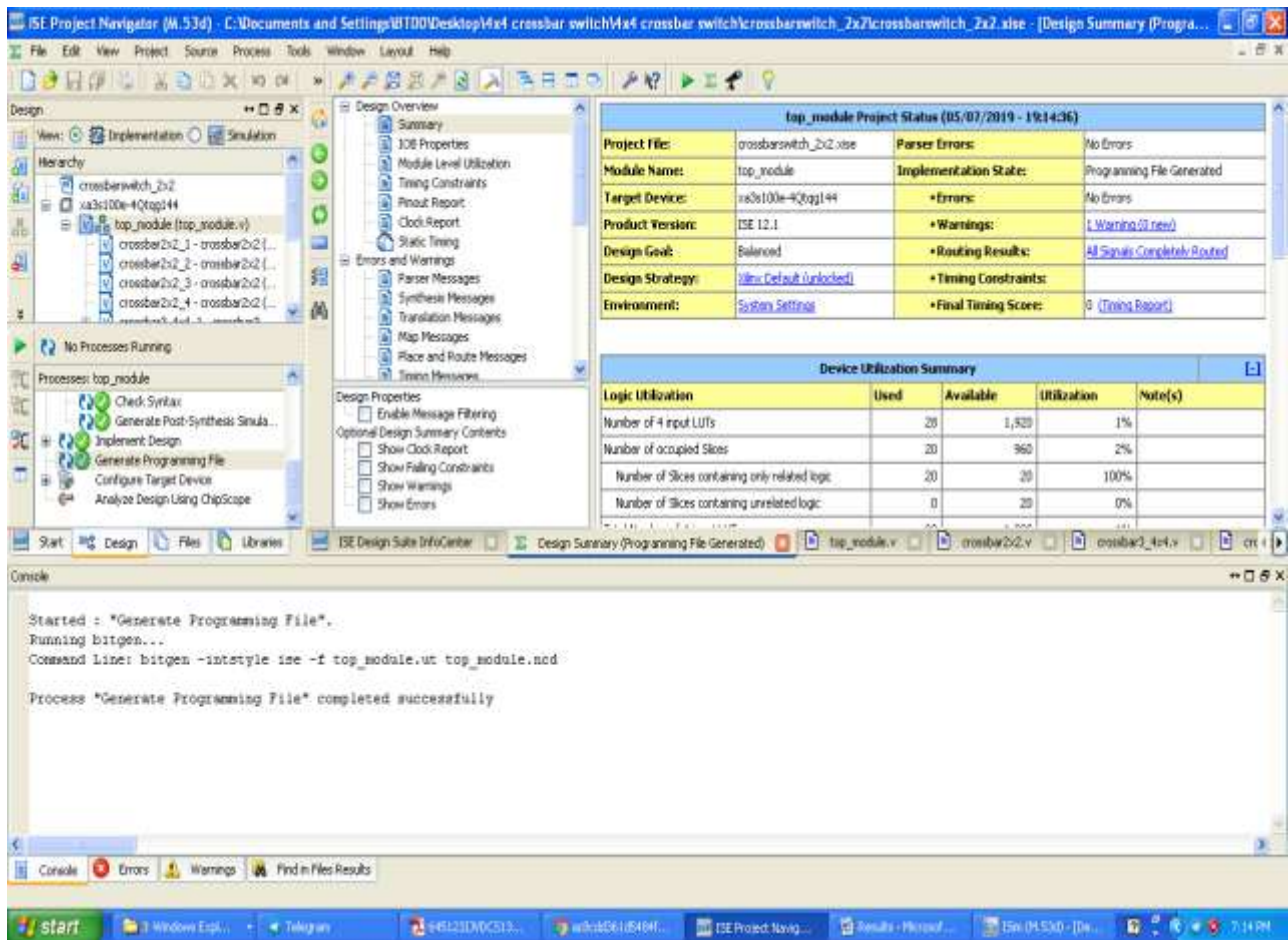 ISE Project Navigator (M.53d) - C:\Documents and Settings\BT00\Desktop\4x4 crossbar switch\4x4 crossbar switch\crossbarswitch_2x2\crossbarswitch_2x2.xise - [Design Summary (Progra...
File Edit View Project Source Process Tools Window Layout Help
Design
View: Implementation Simulation
Hierarchy
crossbarswitch_2x2
xa3s100e-4Qtqg144
top_module (top_module.v)
crossbar2x2_1 - crossbar2x2 (...
crossbar2x2_2 - crossbar2x2 (...
crossbar2x2_3 - crossbar2x2 (...
crossbar2x2_4 - crossbar2x2 (...
No Processes Running
Processes: top_module
Check Syntax
Generate Post-Synthesis Simula...
Implement Design
Generate Programming File
Configure Target Device
Analyze Design Using ChipScope
Start Design Files Libraries
Design Overview
Summary
IOB Properties
Module Level Utilization
Timing Constraints
Pinout Report
Clock Report
Static Timing
Errors and Warnings
Parser Messages
Synthesis Messages
Translation Messages
Map Messages
Place and Route Messages
Timing Messages
Design Properties
Enable Message Filtering
Optional Design Summary Contents
Show Clock Report
Show Failing Constraints
Show Warnings
Show Errors
top_module Project Status (05/07/2019 - 19:14:36)
Project File: crossbarswitch_2x2.xise Parser Errors: No Errors
Module Name: top_module Implementation State: Programming File Generated
Target Device: xa3s100e-4Qtqg144 •Errors: No Errors
Product Version: ISE 12.1 •Warnings: 1 Warning (0 new)
Design Goal: Balanced •Routing Results: All Signals Completely Routed
Design Strategy: Xilinx Default (unlocked) •Timing Constraints:
Environment: System Settings •Final Timing Score: 0 (Timing Report)
Device Utilization Summary [-]
Logic Utilization Used Available Utilization Note(s)
Number of 4 input LUTs 28 1,920 1%
Number of occupied Slices 20 960 2%
Number of Slices containing only related logic 20 20 100%
Number of Slices containing unrelated logic 0 20 0%
ISE Design Suite InfoCenter Design Summary (Programming File Generated) top_module.v crossbar2x2.v crossbar3_4x4.v
Console
Started : "Generate Programming File".
Running bitgen...
Command Line: bitgen -intstyle ise -f top_module.ut top_module.ncd
Process "Generate Programming File" completed successfully
Console Errors Warnings Find in Files Results
start 3 Windows Expl... Telegram ISE Project Navig... Results - Microsof... 7:14 PM